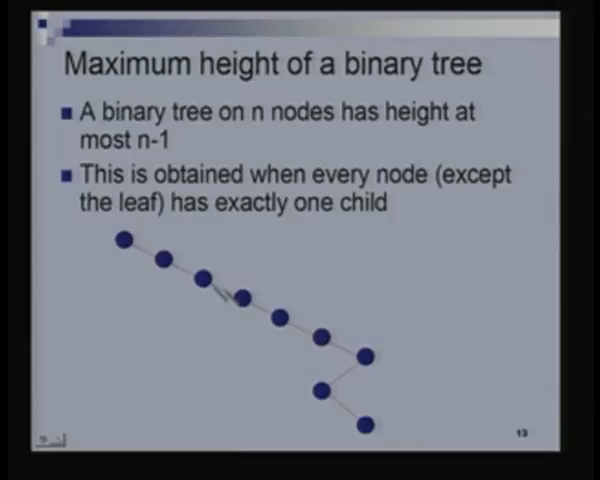 Maximum height of a binary tree
A binary tree on n nodes has height at
most n-1
This is obtained when every node (except
the leaf) has exactly one child
13